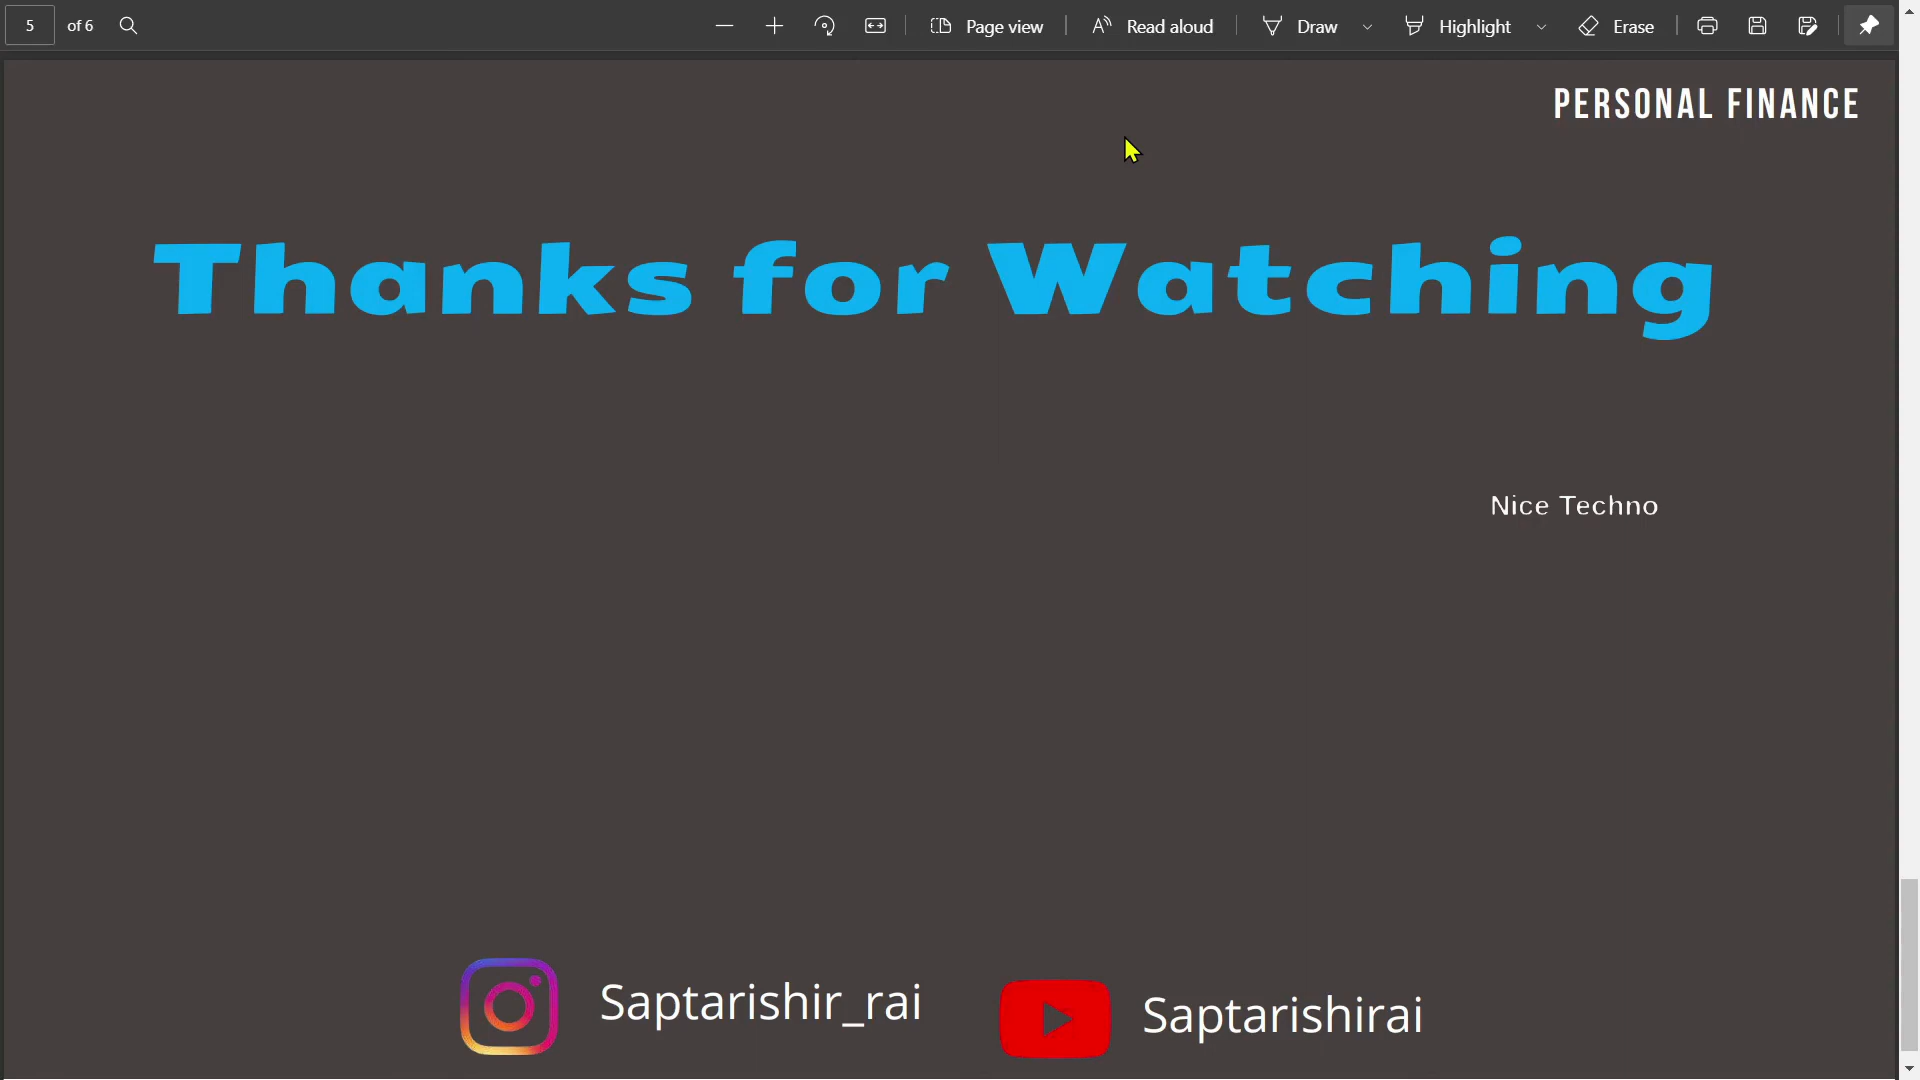 5 of 6 Page view Read aloud Draw Highlight Erase
PERSONAL FINANCE
Thanks for Watching
Nice Techno
Saptarishir_rai Saptarishirai